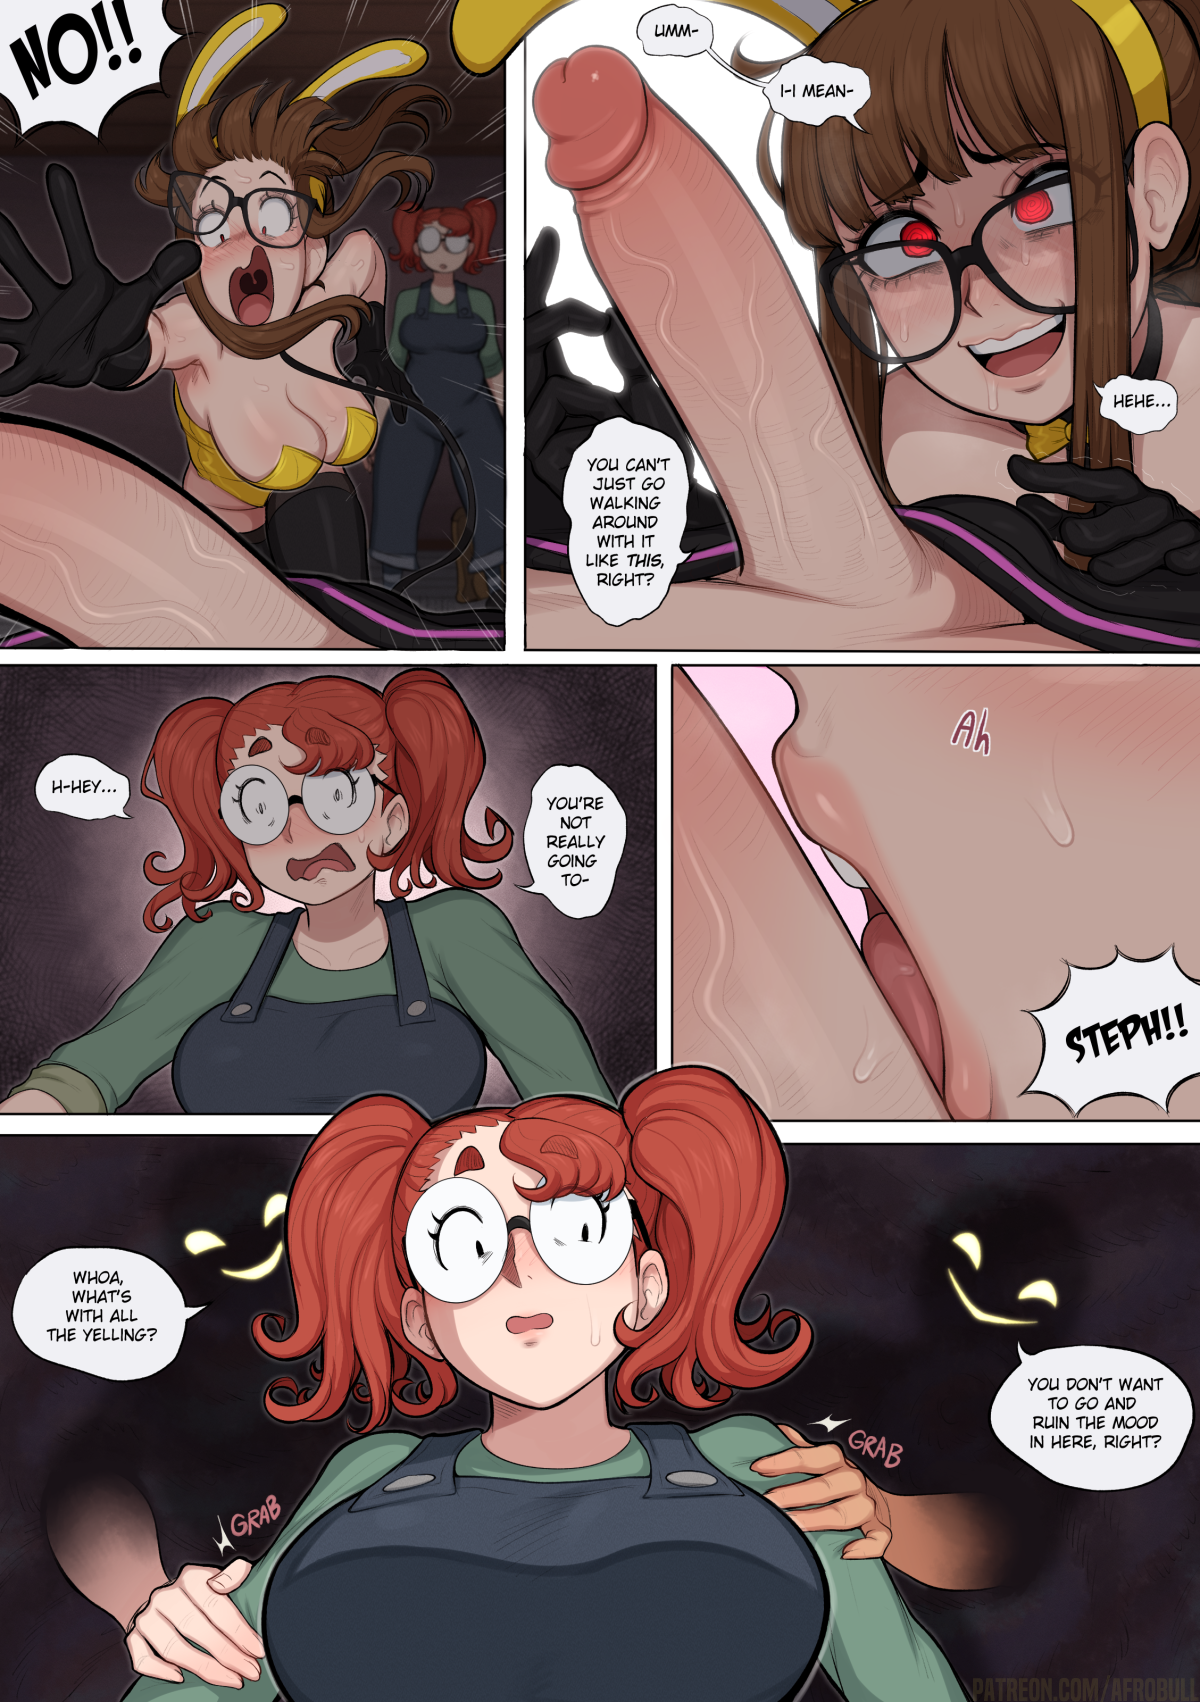 NO!!
UMM-
I-I MEAN-
HEHE...
YOU CAN'T
JUST GO
WALKING
AROUND
WITH IT
LIKE THIS,
RIGHT?
H-HEY...
YOU'RE
NOT
REALLY
GOING
TO-
Ah
STEPH!!
WHOA,
WHAT'S
WITH ALL
THE YELLING?
YOU DON'T WANT
TO GO AND
RUIN THE MOOD
IN HERE, RIGHT?
GRAB
GRAB
PATREON.COM/AFROBULL